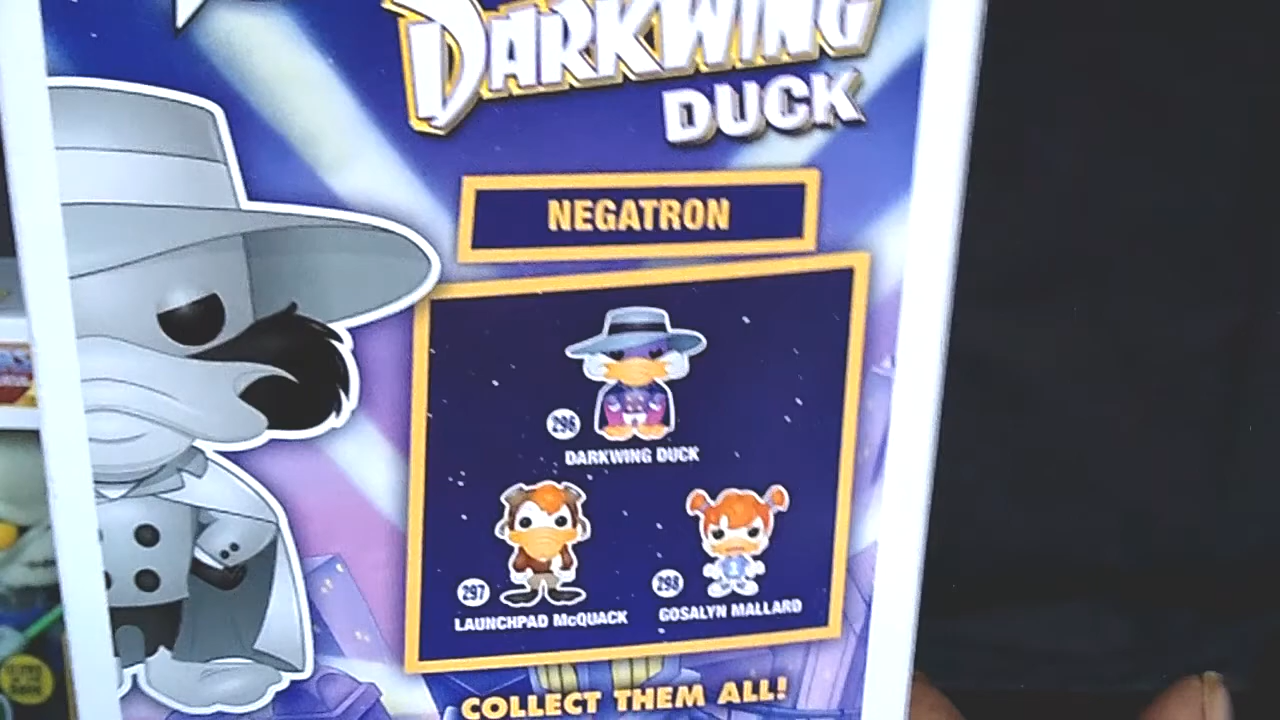 DARKWING
DUCK
NEGATRON
296
DARKWING DUCK
297
298
LAUNCHPAD McQUACK
GOSALYN MALLARD
COLLECT THEM ALL!